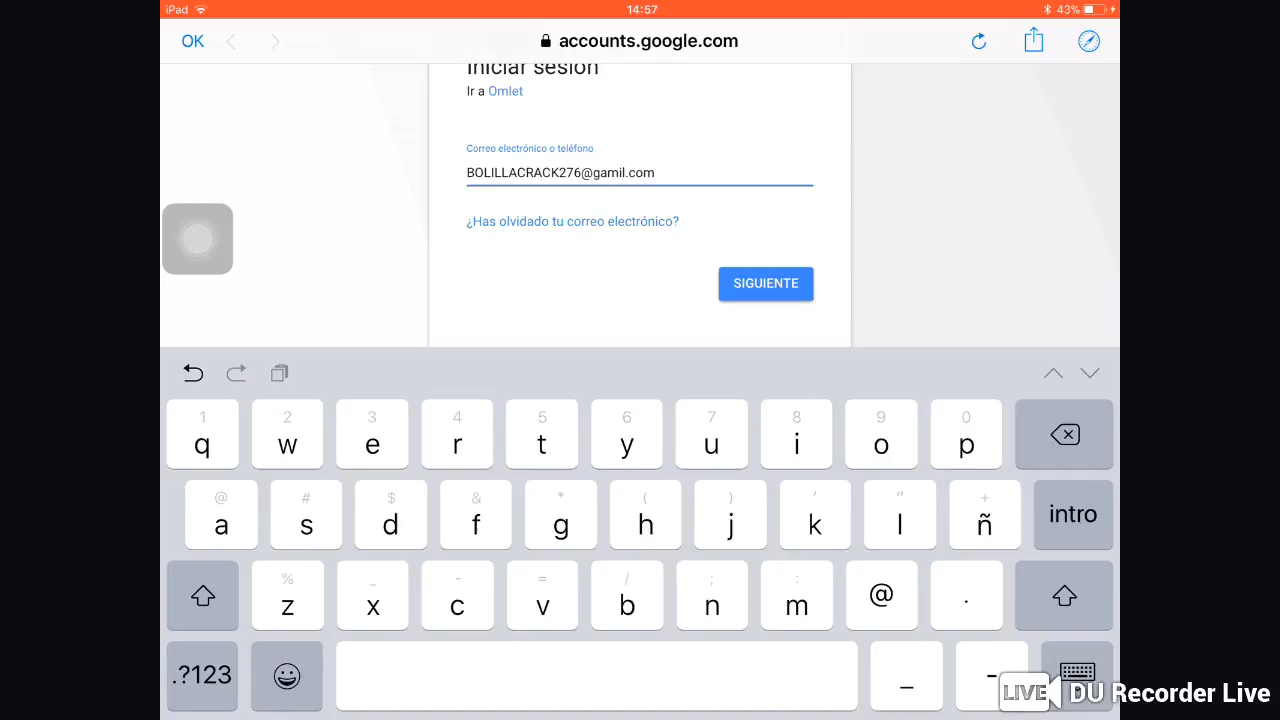 iPad 14:57 43%
OK accounts.google.com
Iniciar sesión
Ir a Omlet
Correo electrónico o teléfono
BOLILLACRACK276@gamil.com
¿Has olvidado tu correo electrónico?
SIGUIENTE
1 2 3 4 5 6 7 8 9 0
q w e r t y u i o p
@ # $ & * ( ) ' " +
a s d f g h j k l ñ intro
% _ - = / ; :
z x c v b n m @ .
.?123 _ -
LIVE DU Recorder Live